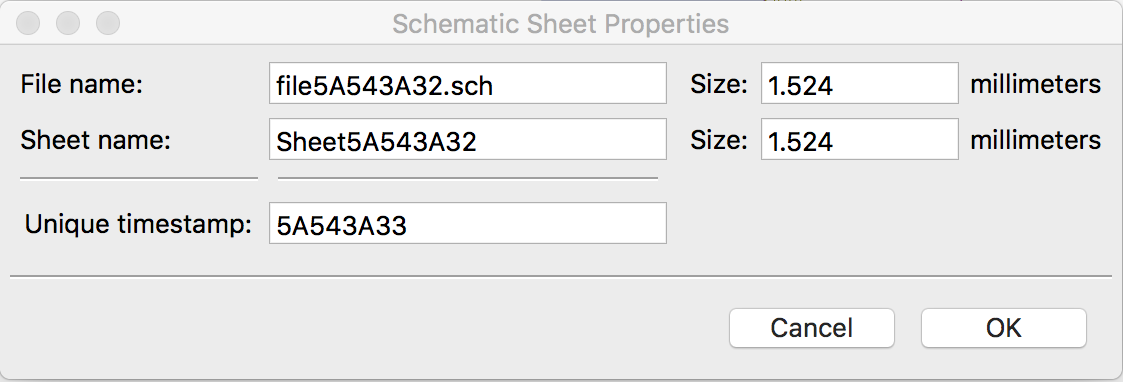 Schematic Sheet Properties
File name: file5A543A32.sch Size: 1.524 millimeters
Sheet name: Sheet5A543A32 Size: 1.524 millimeters
Unique timestamp: 5A543A33
Cancel OK